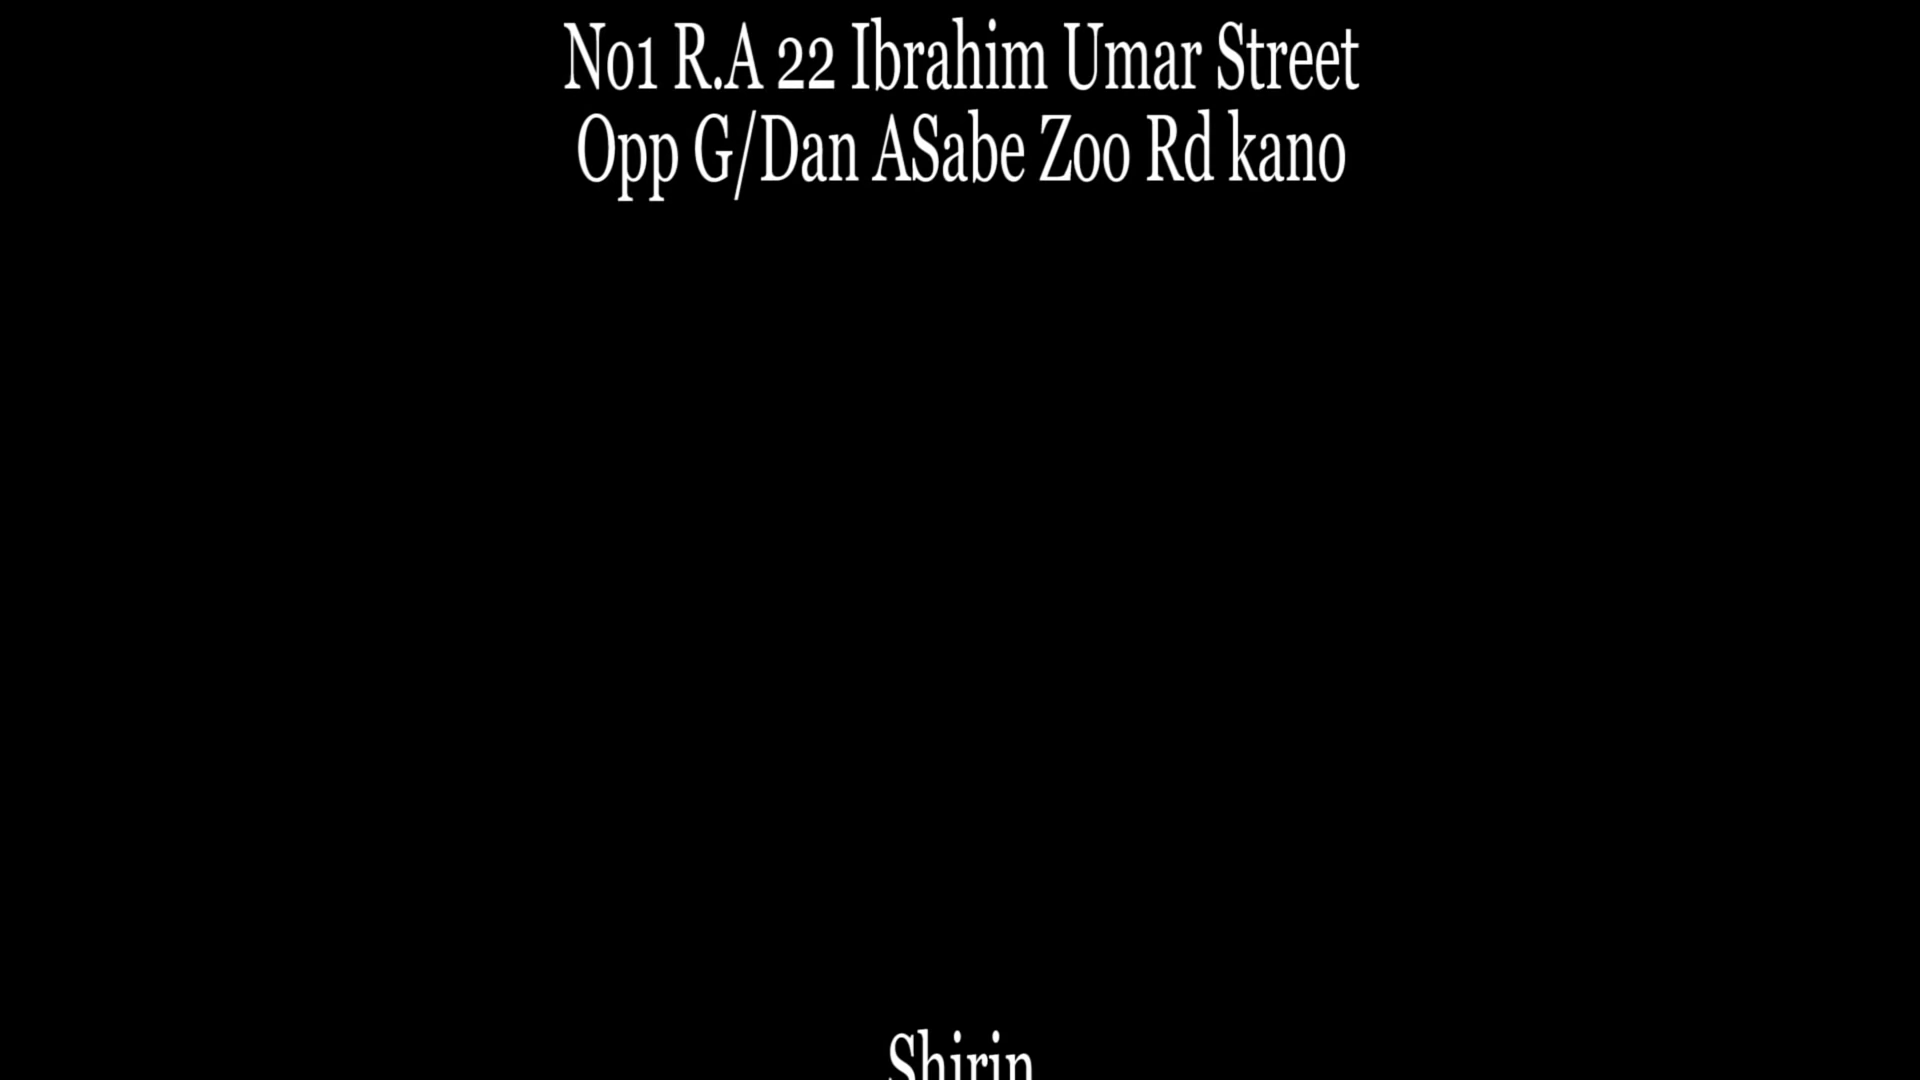 No1 R.A 22 Ibrahim Umar Street
Opp G/Dan ASabe Zoo Rd kano
Shirin